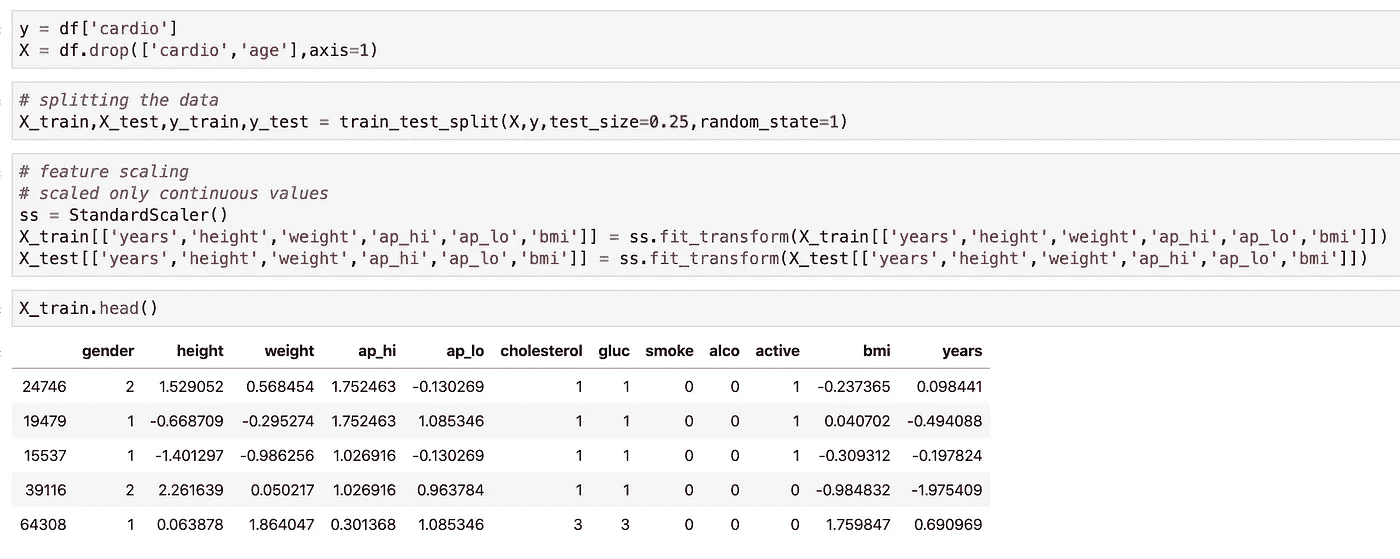 y = df['cardio']
X = df.drop(['cardio','age'],axis=1)
# splitting the data
X_train,X_test,y_train,y_test = train_test_split(X,y,test_size=0.25,random_state=1)
# feature scaling
# scaled only continuous values
ss = StandardScaler()
X_train[['years','height','weight','ap_hi','ap_lo','bmi']] = ss.fit_transform(X_train[['years','height','weight','ap_hi','ap_lo','bmi']])
X_test[['years','height','weight','ap_hi','ap_lo','bmi']] = ss.fit_transform(X_test[['years','height','weight','ap_hi','ap_lo','bmi']])
X_train.head()
gender height weight ap_hi ap_lo cholesterol gluc smoke alco active bmi years
24746 2 1.529052 0.568454 1.752463 -0.130269 1 1 0 0 1 -0.237365 0.098441
19479 1 -0.668709 -0.295274 1.752463 1.085346 1 1 0 0 1 0.040702 -0.494088
15537 1 -1.401297 -0.986256 1.026916 -0.130269 1 1 0 0 1 -0.309312 -0.197824
39116 2 2.261639 0.050217 1.026916 0.963784 1 1 0 0 0 -0.984832 -1.975409
64308 1 0.063878 1.864047 0.301368 1.085346 3 3 0 0 0 1.759847 0.690969